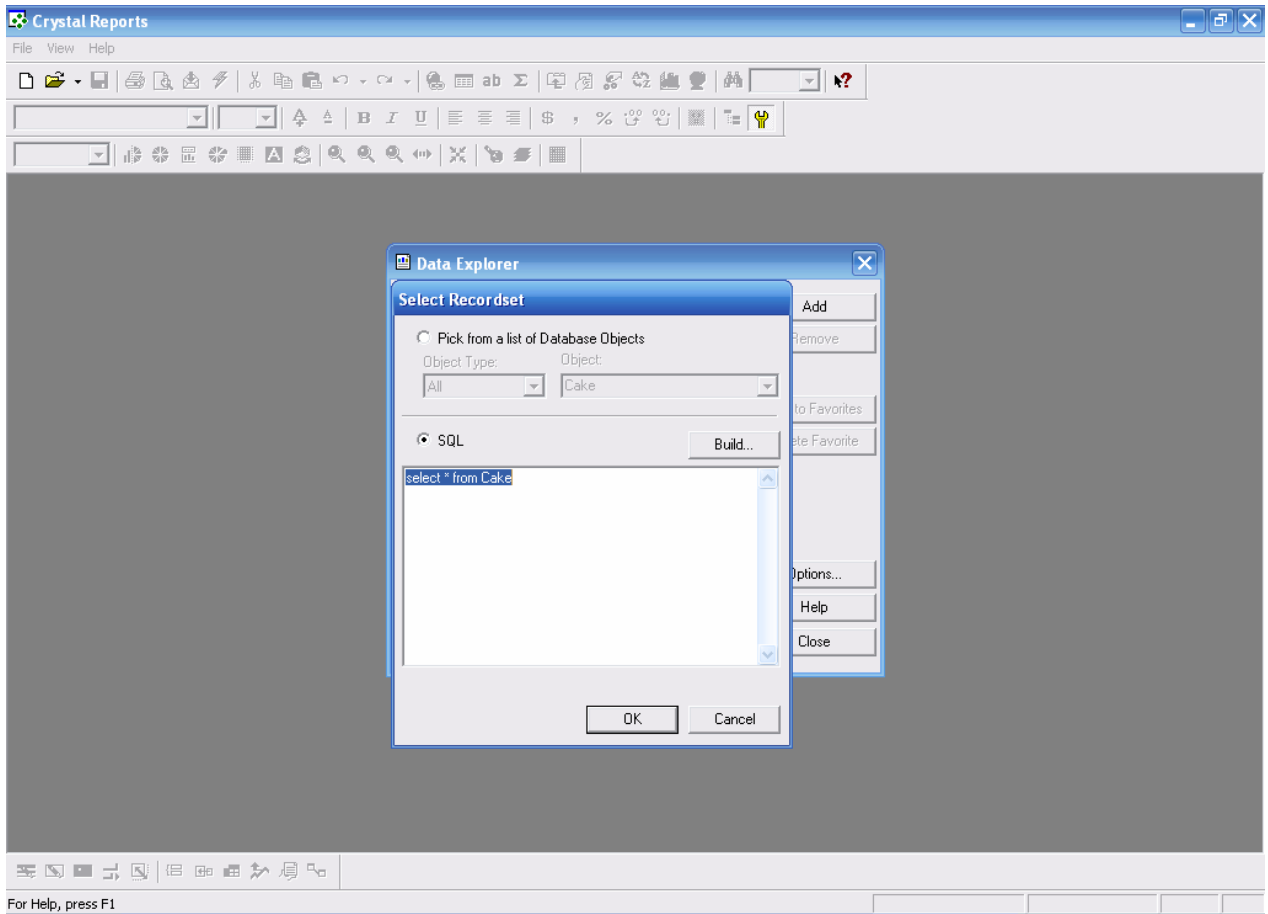 Crystal Reports
File View Help
ab Σ A Z ?
A A B I U $ , %
A
Data Explorer
Select Recordset
Add
Pick from a list of Database Objects
Remove
Object Type: Object:
All Cake
to Favorites
SQL Build... ete Favorite
select * from Cake
Options...
Help
Close
OK Cancel
For Help, press F1